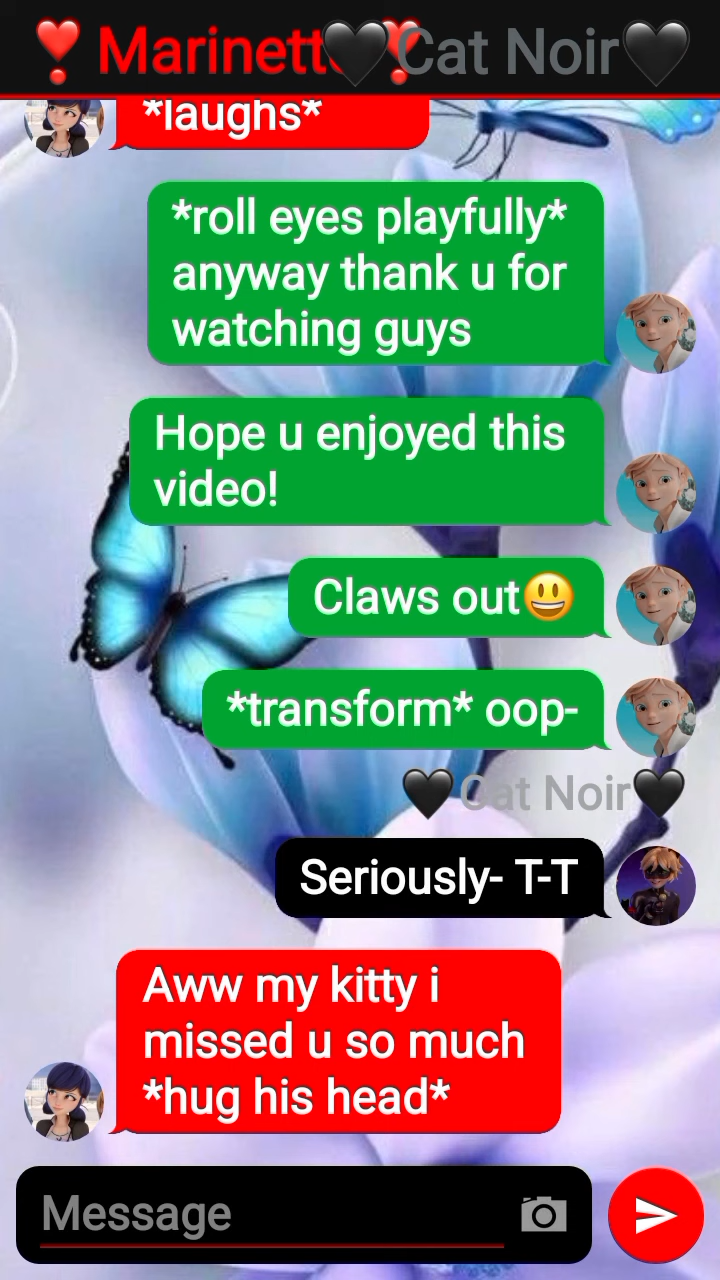 ❣Marinette❣ 🖤Cat Noir🖤
*laughs*
*roll eyes playfully*
anyway thank u for
watching guys
Hope u enjoyed this
video!
Claws out😃
*transform* oop-
🖤Cat Noir🖤
Seriously- T-T
Aww my kitty i
missed u so much
*hug his head*
Message